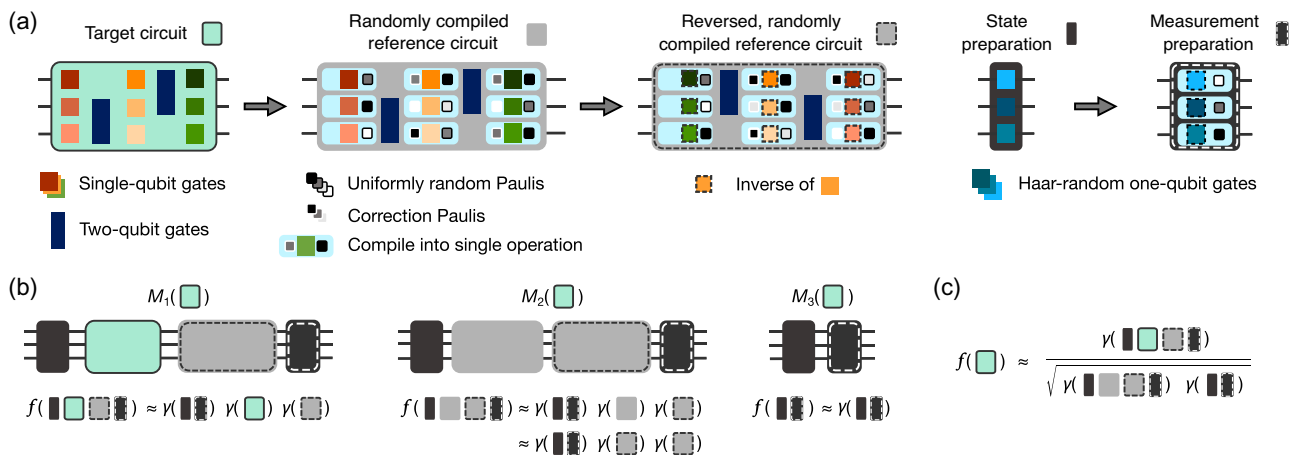 (a)
Target circuit
Randomly compiled
reference circuit
Reversed, randomly
compiled reference circuit
State
preparation
Measurement
preparation
Single-qubit gates
Two-qubit gates
Uniformly random Paulis
Correction Paulis
Compile into single operation
Inverse of
Haar-random one-qubit gates
(b)
M₁( )
M₂( )
M₃( )
f( ) ≈ γ( ) γ( ) γ( )
f( ) ≈ γ( ) γ( ) γ( )
≈ γ( ) γ( ) γ( )
f( ) ≈ γ( )
(c)
γ( )
f( ) ≈
√ γ( ) γ( )